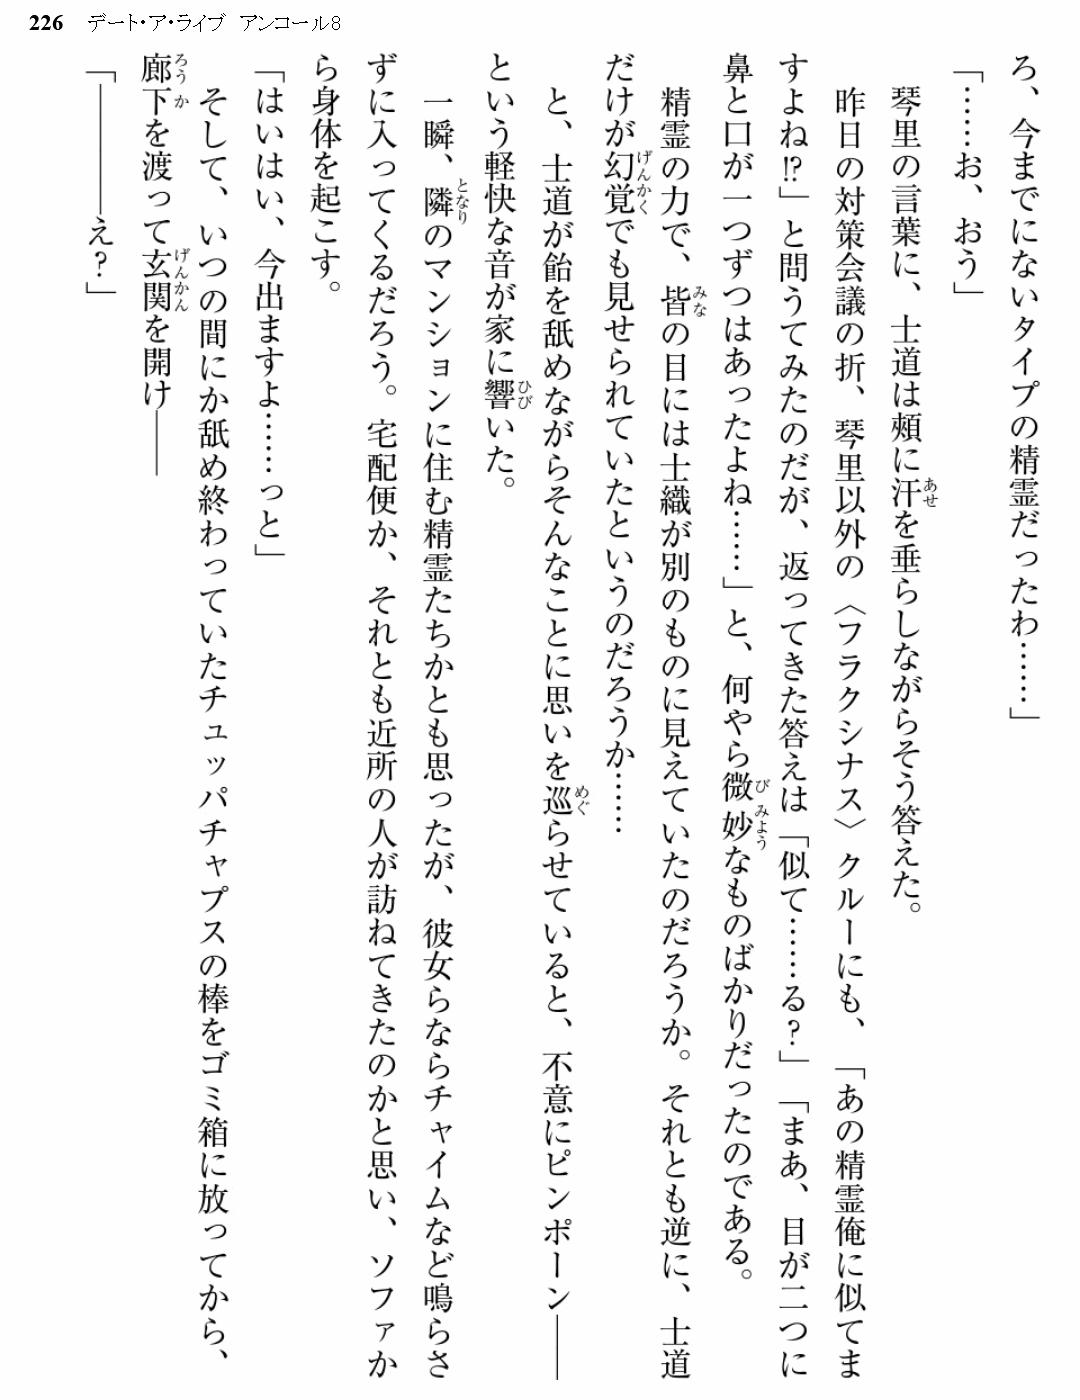 226 デート・ア・ライブ アンコール8
ろ、今までにないタイプの精霊だったわ……」
「……お、おう」
琴里の言葉に、士道は頰に汗を垂らしながらそう答えた。
昨日の対策会議の折、琴里以外の〈フラクシナス〉クルーにも、「あの精霊俺に似てま
すよね!?」と問うてみたのだが、返ってきた答えは「似て……る?」「まあ、目が二つに
鼻と口が一つずつはあったよね……」と、何やら微妙なものばかりだったのである。
精霊の力で、皆の目には士織が別のものに見えていたのだろうか。それとも逆に、士道
だけが幻覚でも見せられていたというのだろうか……
と、士道が飴を舐めながらそんなことに思いを巡らせていると、不意にピンポーン――
という軽快な音が家に響いた。
一瞬、隣のマンションに住む精霊たちかとも思ったが、彼女らならチャイムなど鳴らさ
ずに入ってくるだろう。宅配便か、それとも近所の人が訪ねてきたのかと思い、ソファか
ら身体を起こす。
「はいはい、今出ますよ……っと」
そして、いつの間にか舐め終わっていたチュッパチャプスの棒をゴミ箱に放ってから、
廊下を渡って玄関を開け――
「――――え?」